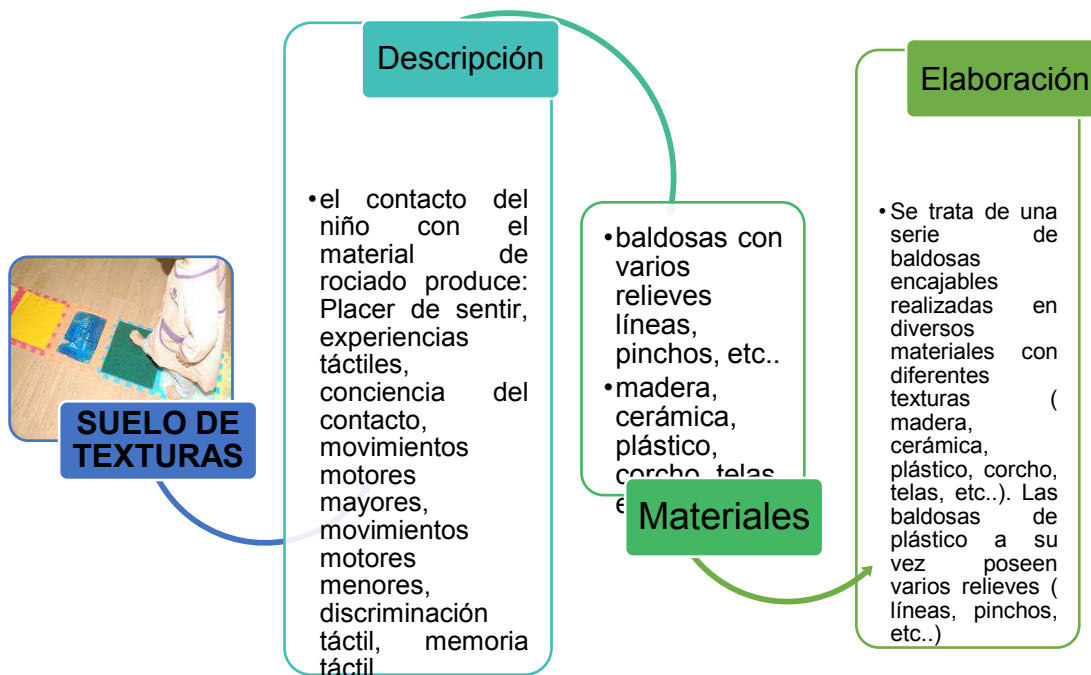 SUELO DE
TEXTURAS
Descripción
•el contacto del
niño con el
material de
rociado produce:
Placer de sentir,
experiencias
táctiles,
conciencia del
contacto,
movimientos
motores
mayores,
movimientos
motores
menores,
discriminación
táctil, memoria
táctil
•baldosas con
varios
relieves
líneas,
pinchos, etc..
•madera,
cerámica,
plástico,
corcho, telas,
Materiales
Elaboración
•Se trata de una
serie de
baldosas
encajables
realizadas en
diversos
materiales con
diferentes
texturas (
madera,
cerámica,
plástico, corcho,
telas, etc..). Las
baldosas de
plástico a su
vez poseen
varios relieves (
líneas, pinchos,
etc..)